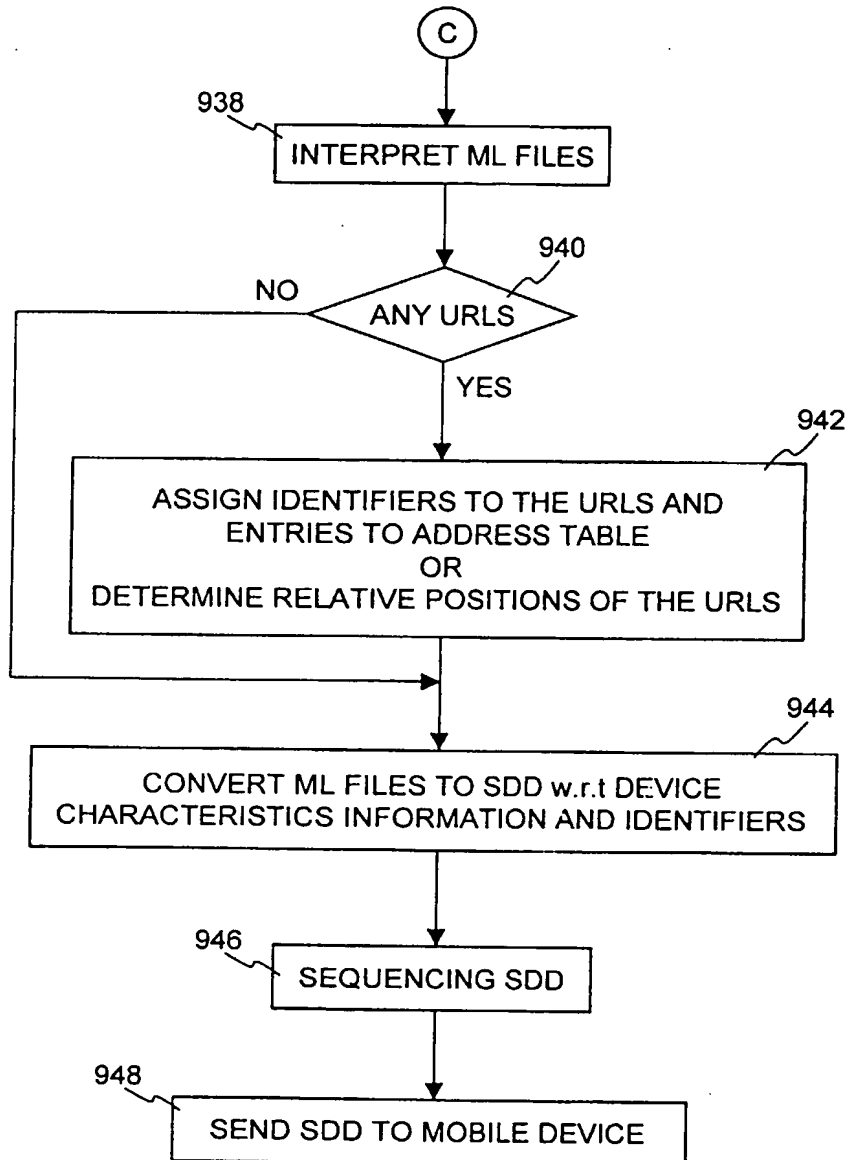 C
938
INTERPRET ML FILES
940
NO
ANY URLS
YES
942
ASSIGN IDENTIFIERS TO THE URLS AND
ENTRIES TO ADDRESS TABLE
OR
DETERMINE RELATIVE POSITIONS OF THE URLS
944
CONVERT ML FILES TO SDD w.r.t DEVICE
CHARACTERISTICS INFORMATION AND IDENTIFIERS
946
SEQUENCING SDD
948
SEND SDD TO MOBILE DEVICE